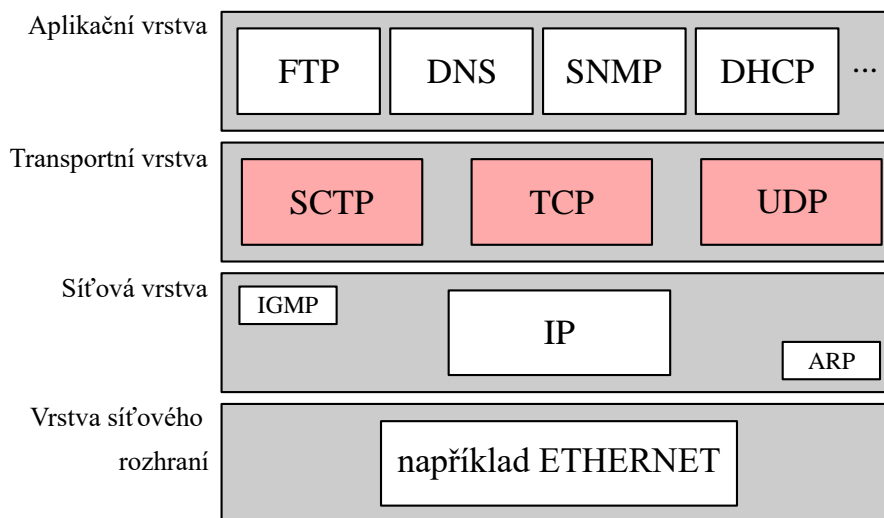 Aplikační vrstva
FTP DNS SNMP DHCP ...
Transportní vrstva
SCTP TCP UDP
Síťová vrstva
IGMP
IP
ARP
Vrstva síťového
rozhraní
například ETHERNET